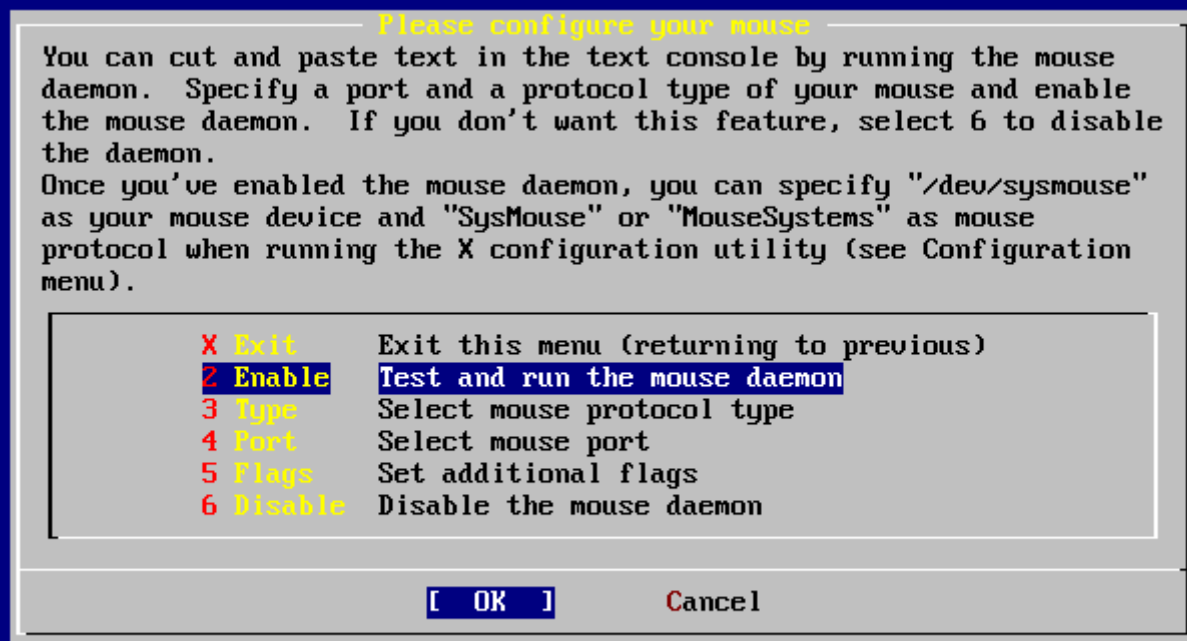 Please configure your mouse
You can cut and paste text in the text console by running the mouse
daemon.  Specify a port and a protocol type of your mouse and enable
the mouse daemon.  If you don't want this feature, select 6 to disable
the daemon.
Once you've enabled the mouse daemon, you can specify "/dev/sysmouse"
as your mouse device and "SysMouse" or "MouseSystems" as mouse
protocol when running the X configuration utility (see Configuration
menu).
X Exit     Exit this menu (returning to previous)
2 Enable   Test and run the mouse daemon
3 Type     Select mouse protocol type
4 Port     Select mouse port
5 Flags    Set additional flags
6 Disable  Disable the mouse daemon
[  OK  ]       Cancel